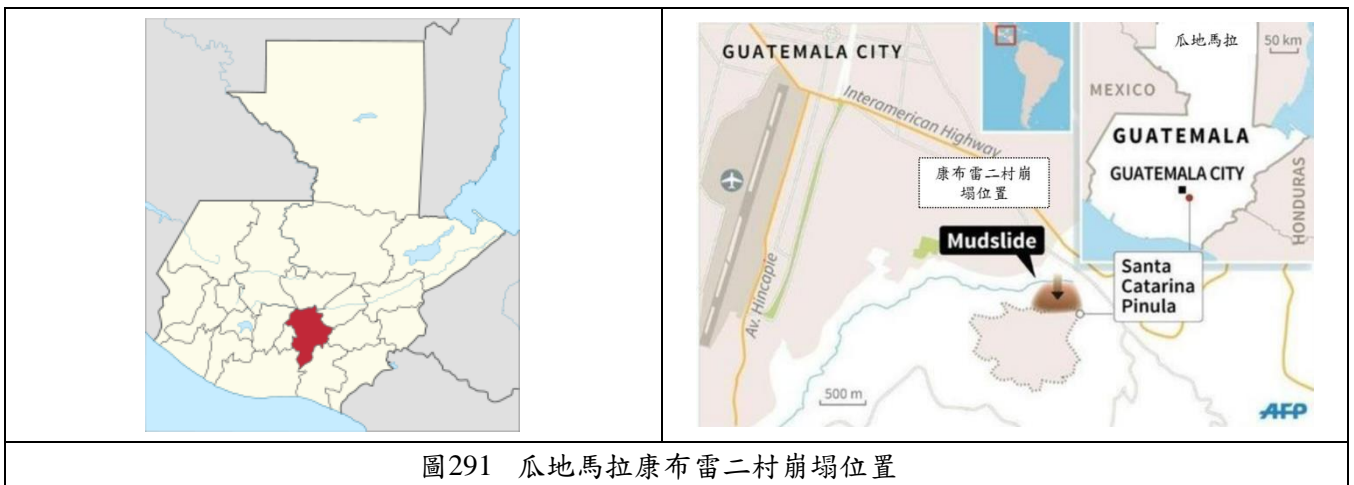 GUATEMALA CITY
Interamerican Highway
Av. Hincapie
康布雷二村崩
塌位置
Mudslide
500 m
瓜地馬拉
50 km
MEXICO
GUATEMALA
GUATEMALA CITY
HONDURAS
Santa
Catarina
Pinula
AFP
圖291 瓜地馬拉康布雷二村崩塌位置